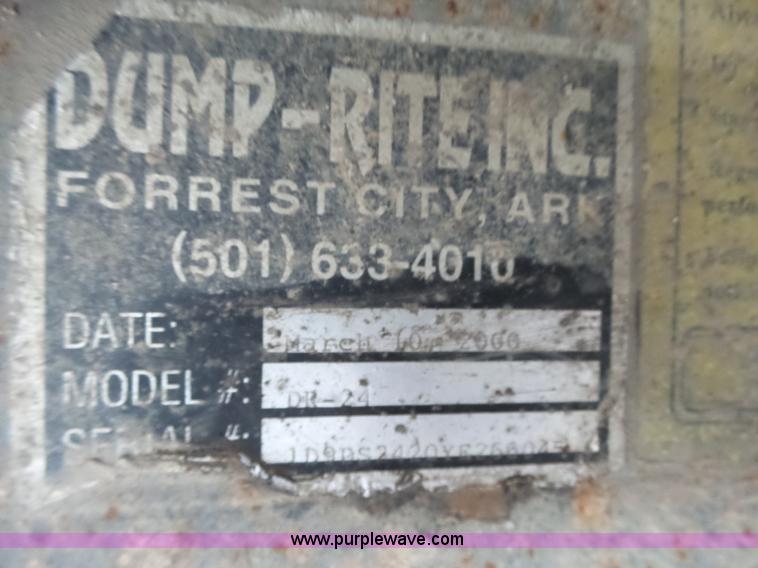 DUMP-RITE, INC.
FORREST CITY, ARK
(501) 633-4010
DATE: March 10, 2000
MODEL #: DR-24
SERIAL #:
www.purplewave.com